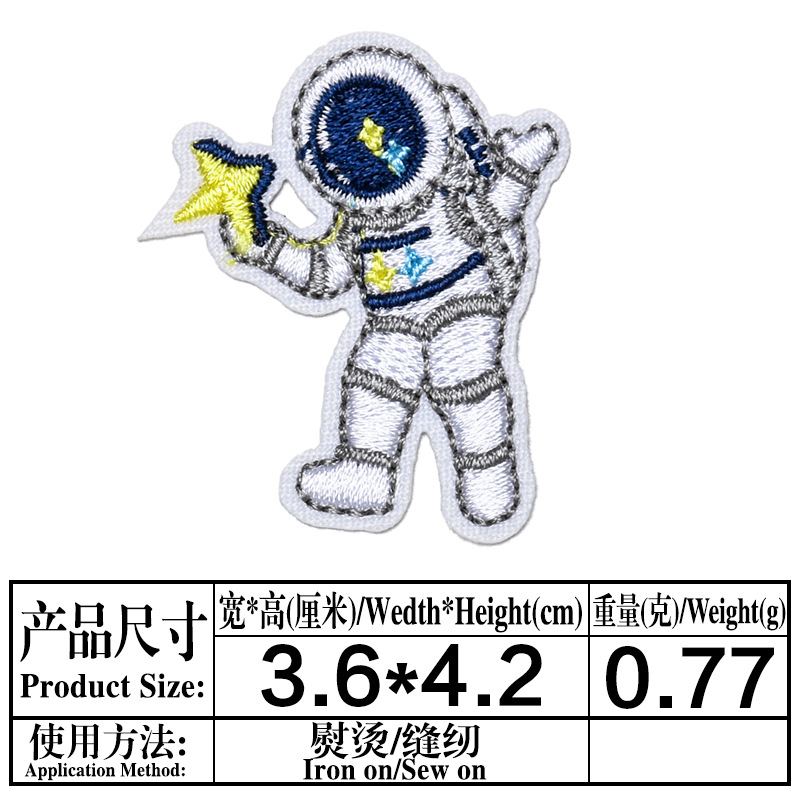 产品尺寸
Product Size:
宽*高(厘米)/Wedth*Height(cm)
3.6*4.2
重量(克)/Weight(g)
0.77
使用方法:
Application Method:
熨烫/缝纫
Iron on/Sew on